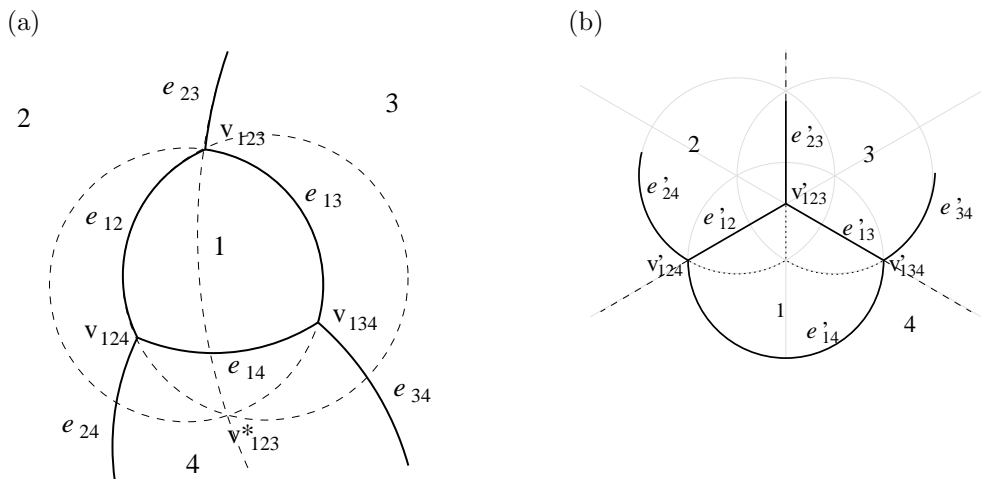 (a)
(b)
e 23
2
3
v 123
e 12
e 13
1
v 124
v 134
e 14
e 34
e 24
v* 123
4
e' 23
2
3
e' 24
v' 123
e' 12
e' 13
e' 34
v' 124
v' 134
1
e' 14
4